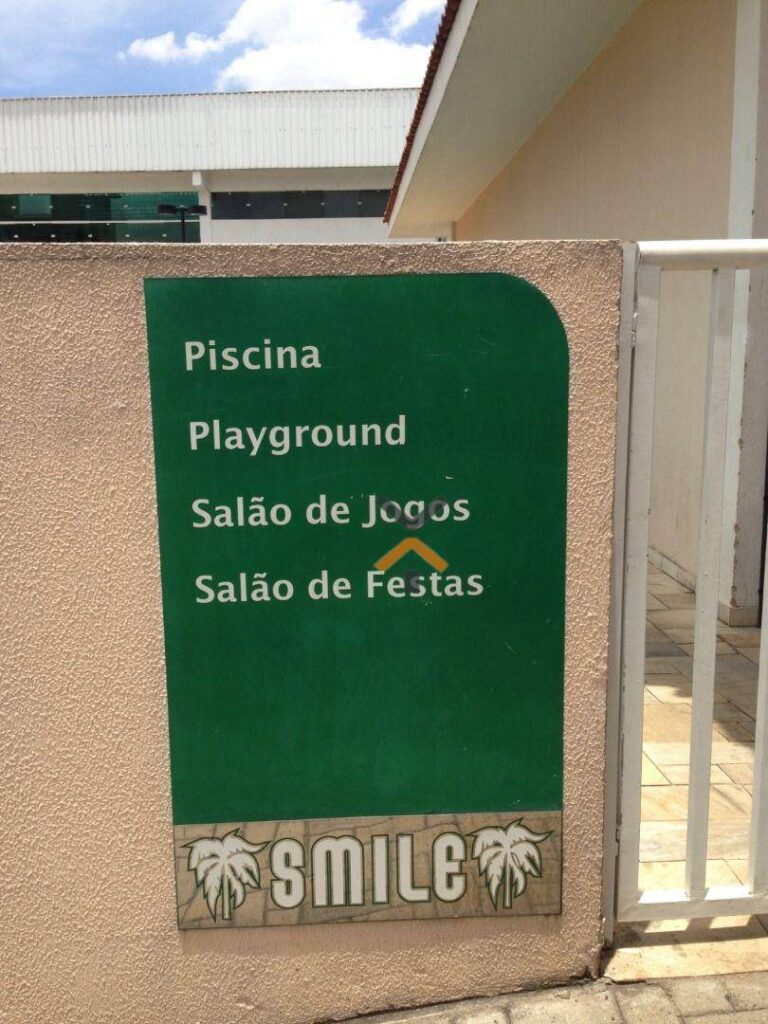 Piscina
Playground
Salão de Jogos
Salão de Festas
SMILE